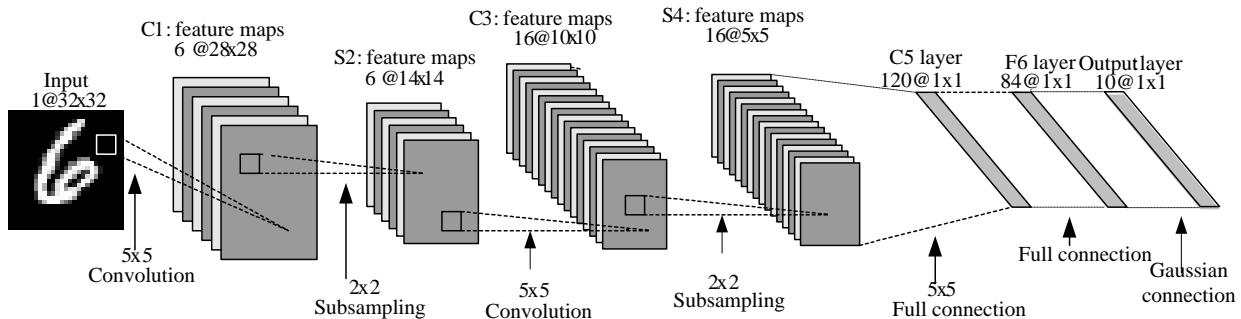 Input
1@32x32
C1: feature maps
6 @28x28
S2: feature maps
6 @14x14
C3: feature maps
16@10x10
S4: feature maps
16@5x5
C5 layer
120@1x1
F6 layer
84@1x1
Output layer
10@1x1
5x5
Convolution
2x2
Subsampling
5x5
Convolution
2x2
Subsampling
5x5
Full connection
Full connection
Gaussian
connection